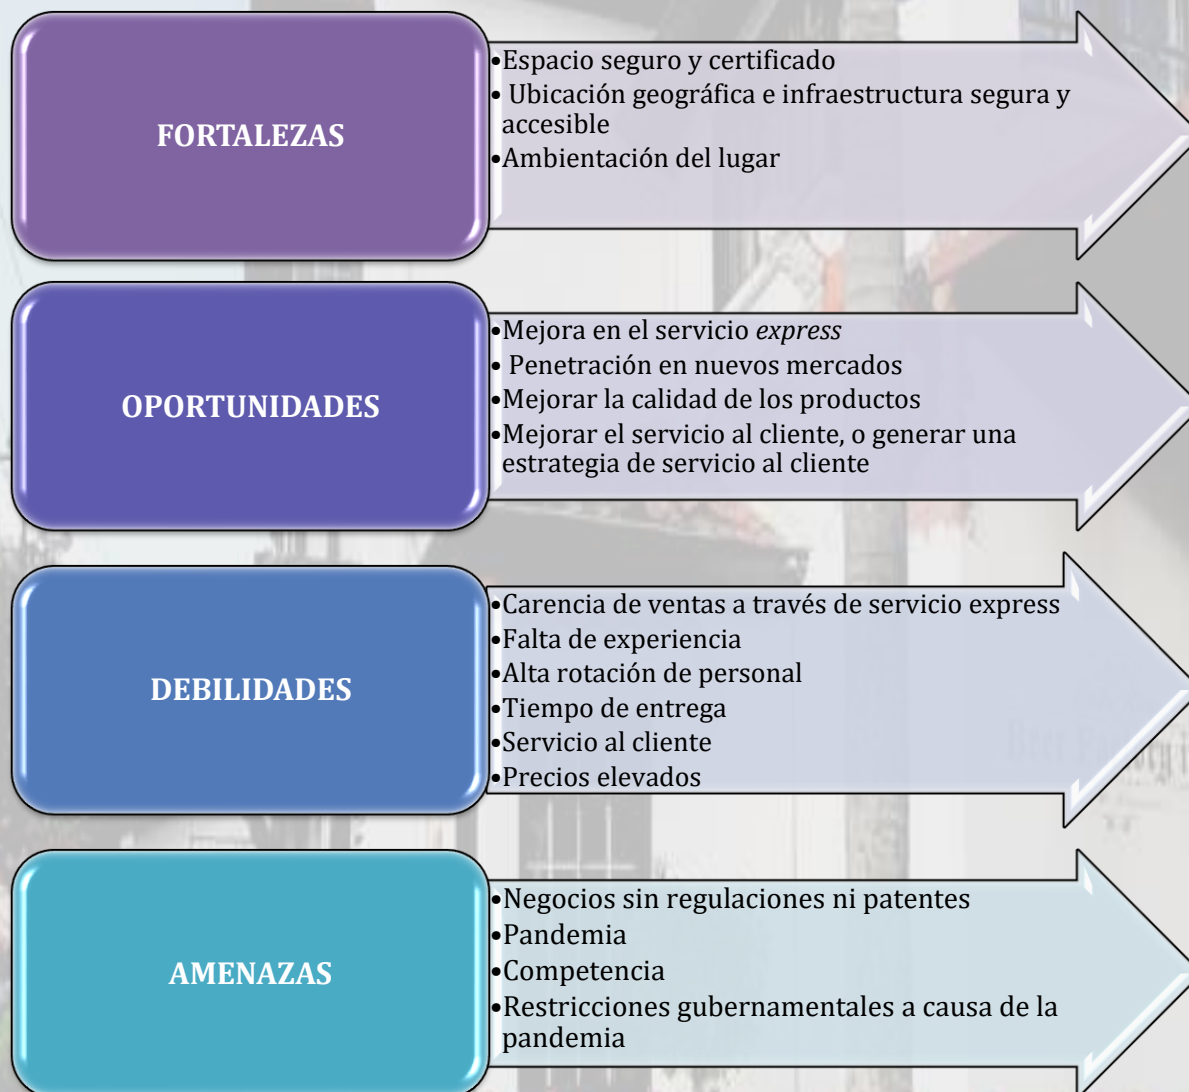 FORTALEZAS
•Espacio seguro y certificado
• Ubicación geográfica e infraestructura segura y
accesible
•Ambientación del lugar
OPORTUNIDADES
•Mejora en el servicio express
• Penetración en nuevos mercados
•Mejorar la calidad de los productos
•Mejorar el servicio al cliente, o generar una
estrategia de servicio al cliente
DEBILIDADES
•Carencia de ventas a través de servicio express
•Falta de experiencia
•Alta rotación de personal
•Tiempo de entrega
•Servicio al cliente
•Precios elevados
Beer Factory
AMENAZAS
•Negocios sin regulaciones ni patentes
•Pandemia
•Competencia
•Restricciones gubernamentales a causa de la
pandemia